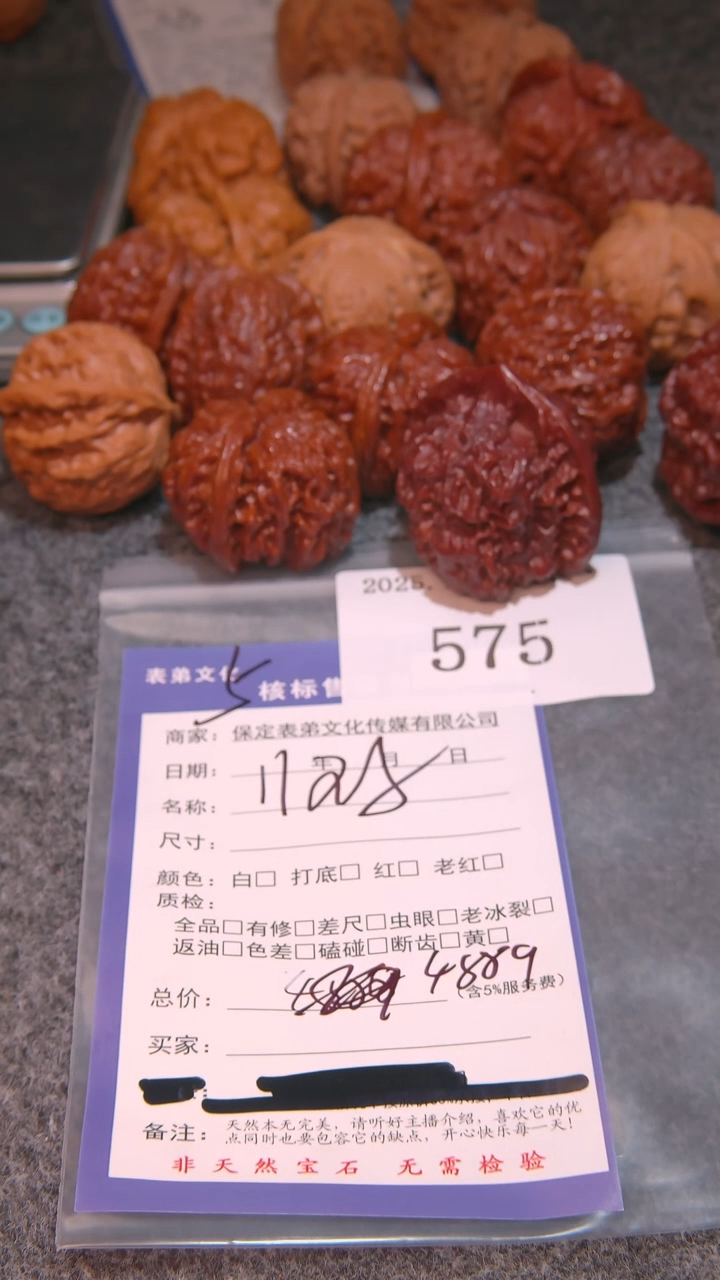 2025.
575
表弟文化
核标售
商家：保定表弟文化传媒有限公司
日期： 年 月 日
名称：
尺寸：
颜色：白□ 打底□ 红□ 老红□
质检：
全品□有修□差尺□虫眼□老冰裂□
返油□色差□磕碰□断齿□黄□
总价： （含5%服务费）
买家：
备注：天然本无完美，请听好主播介绍，喜欢它的优
点同时也要包容它的缺点，开心快乐每一天！
非天然宝石 无需检验